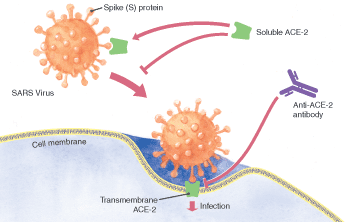 Spike (S) protein
Soluble ACE-2
SARS Virus
Anti-ACE-2
antibody
Cell membrane
Transmembrane
ACE-2
Infection